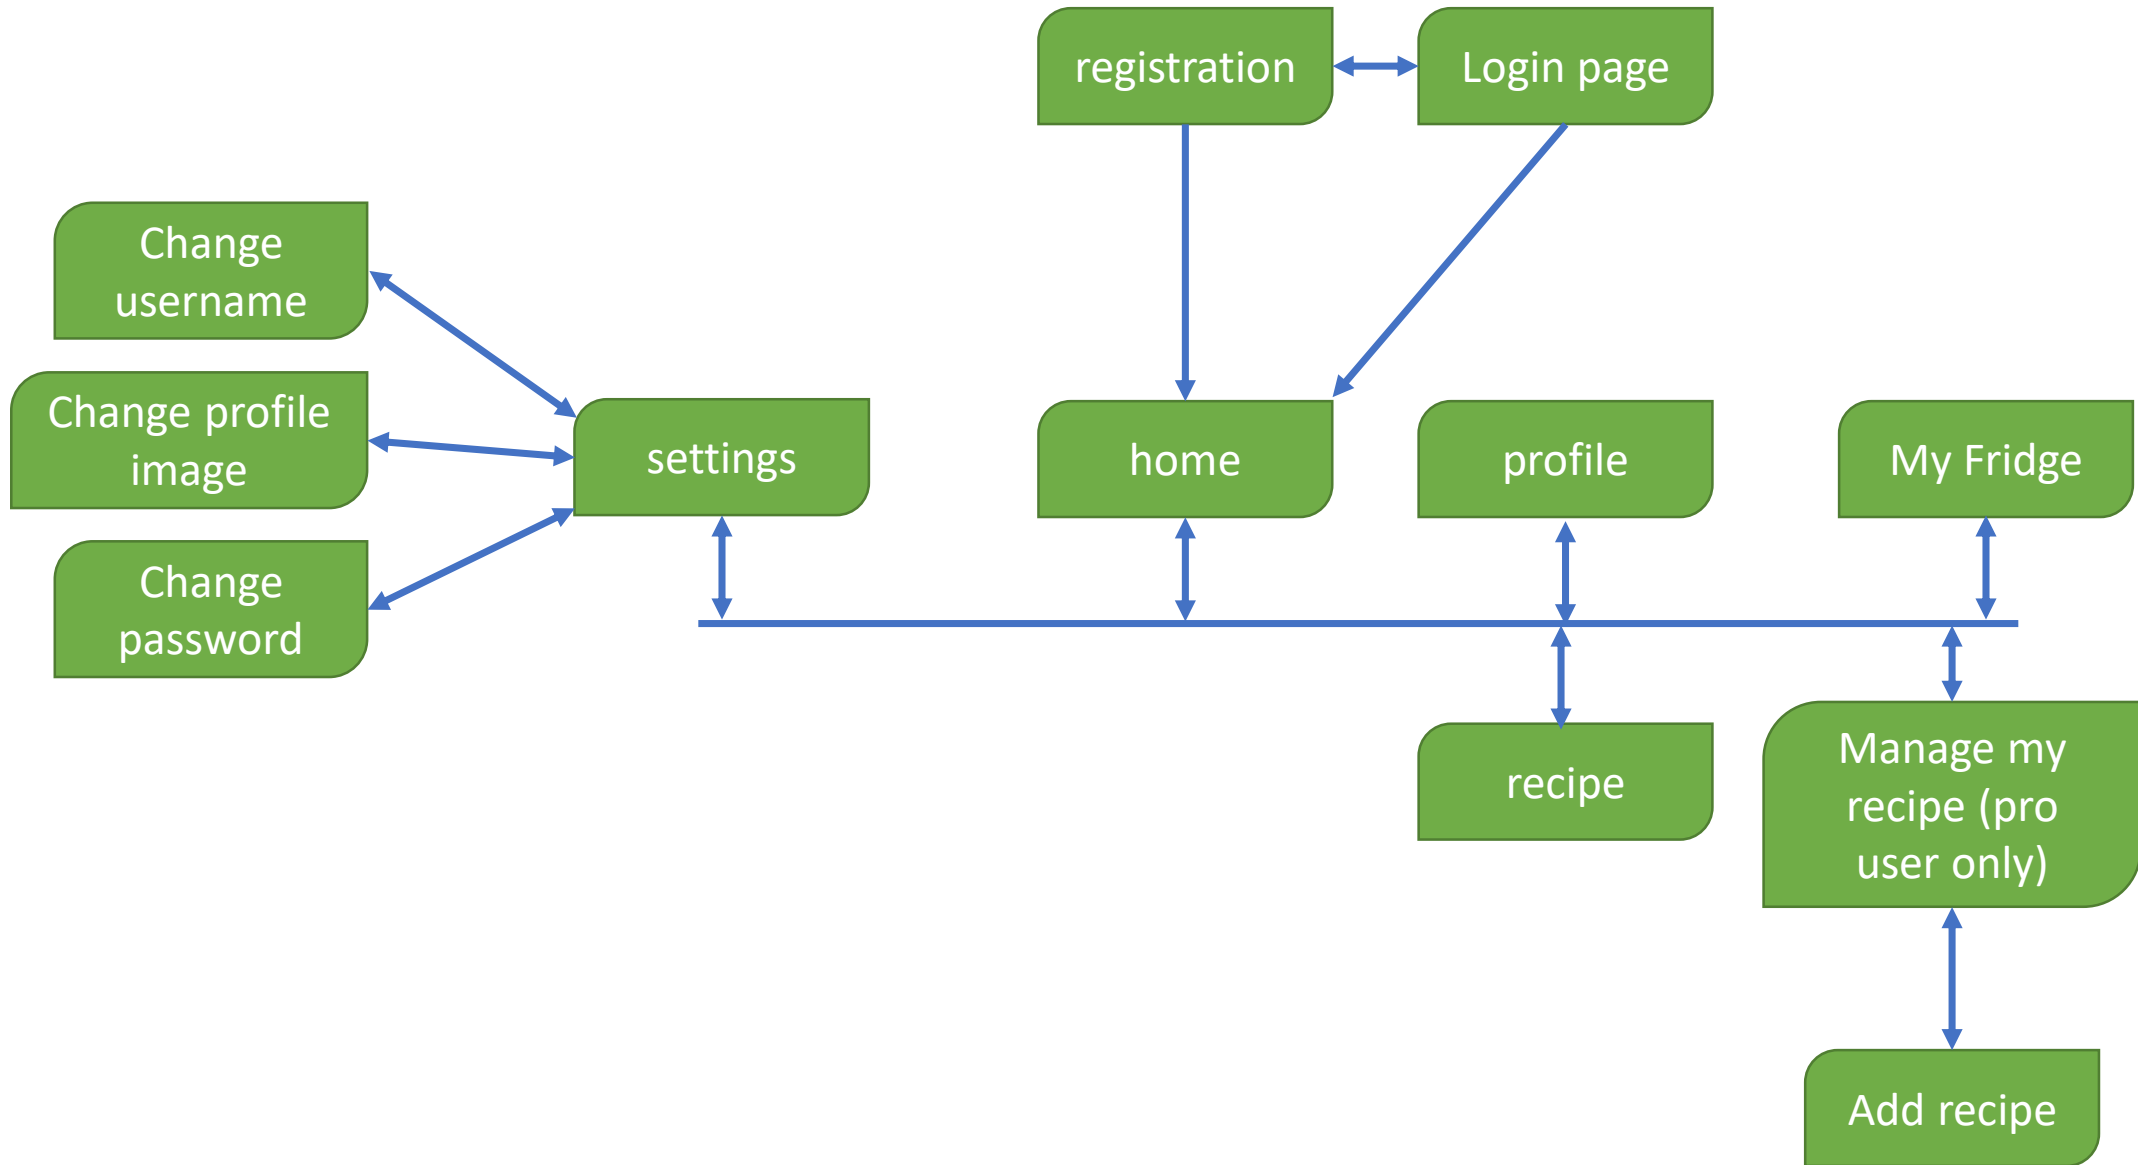 registration
Login page
Change
username
Change profile
image
Change
password
settings
home
profile
My Fridge
recipe
Manage my
recipe (pro
user only)
Add recipe